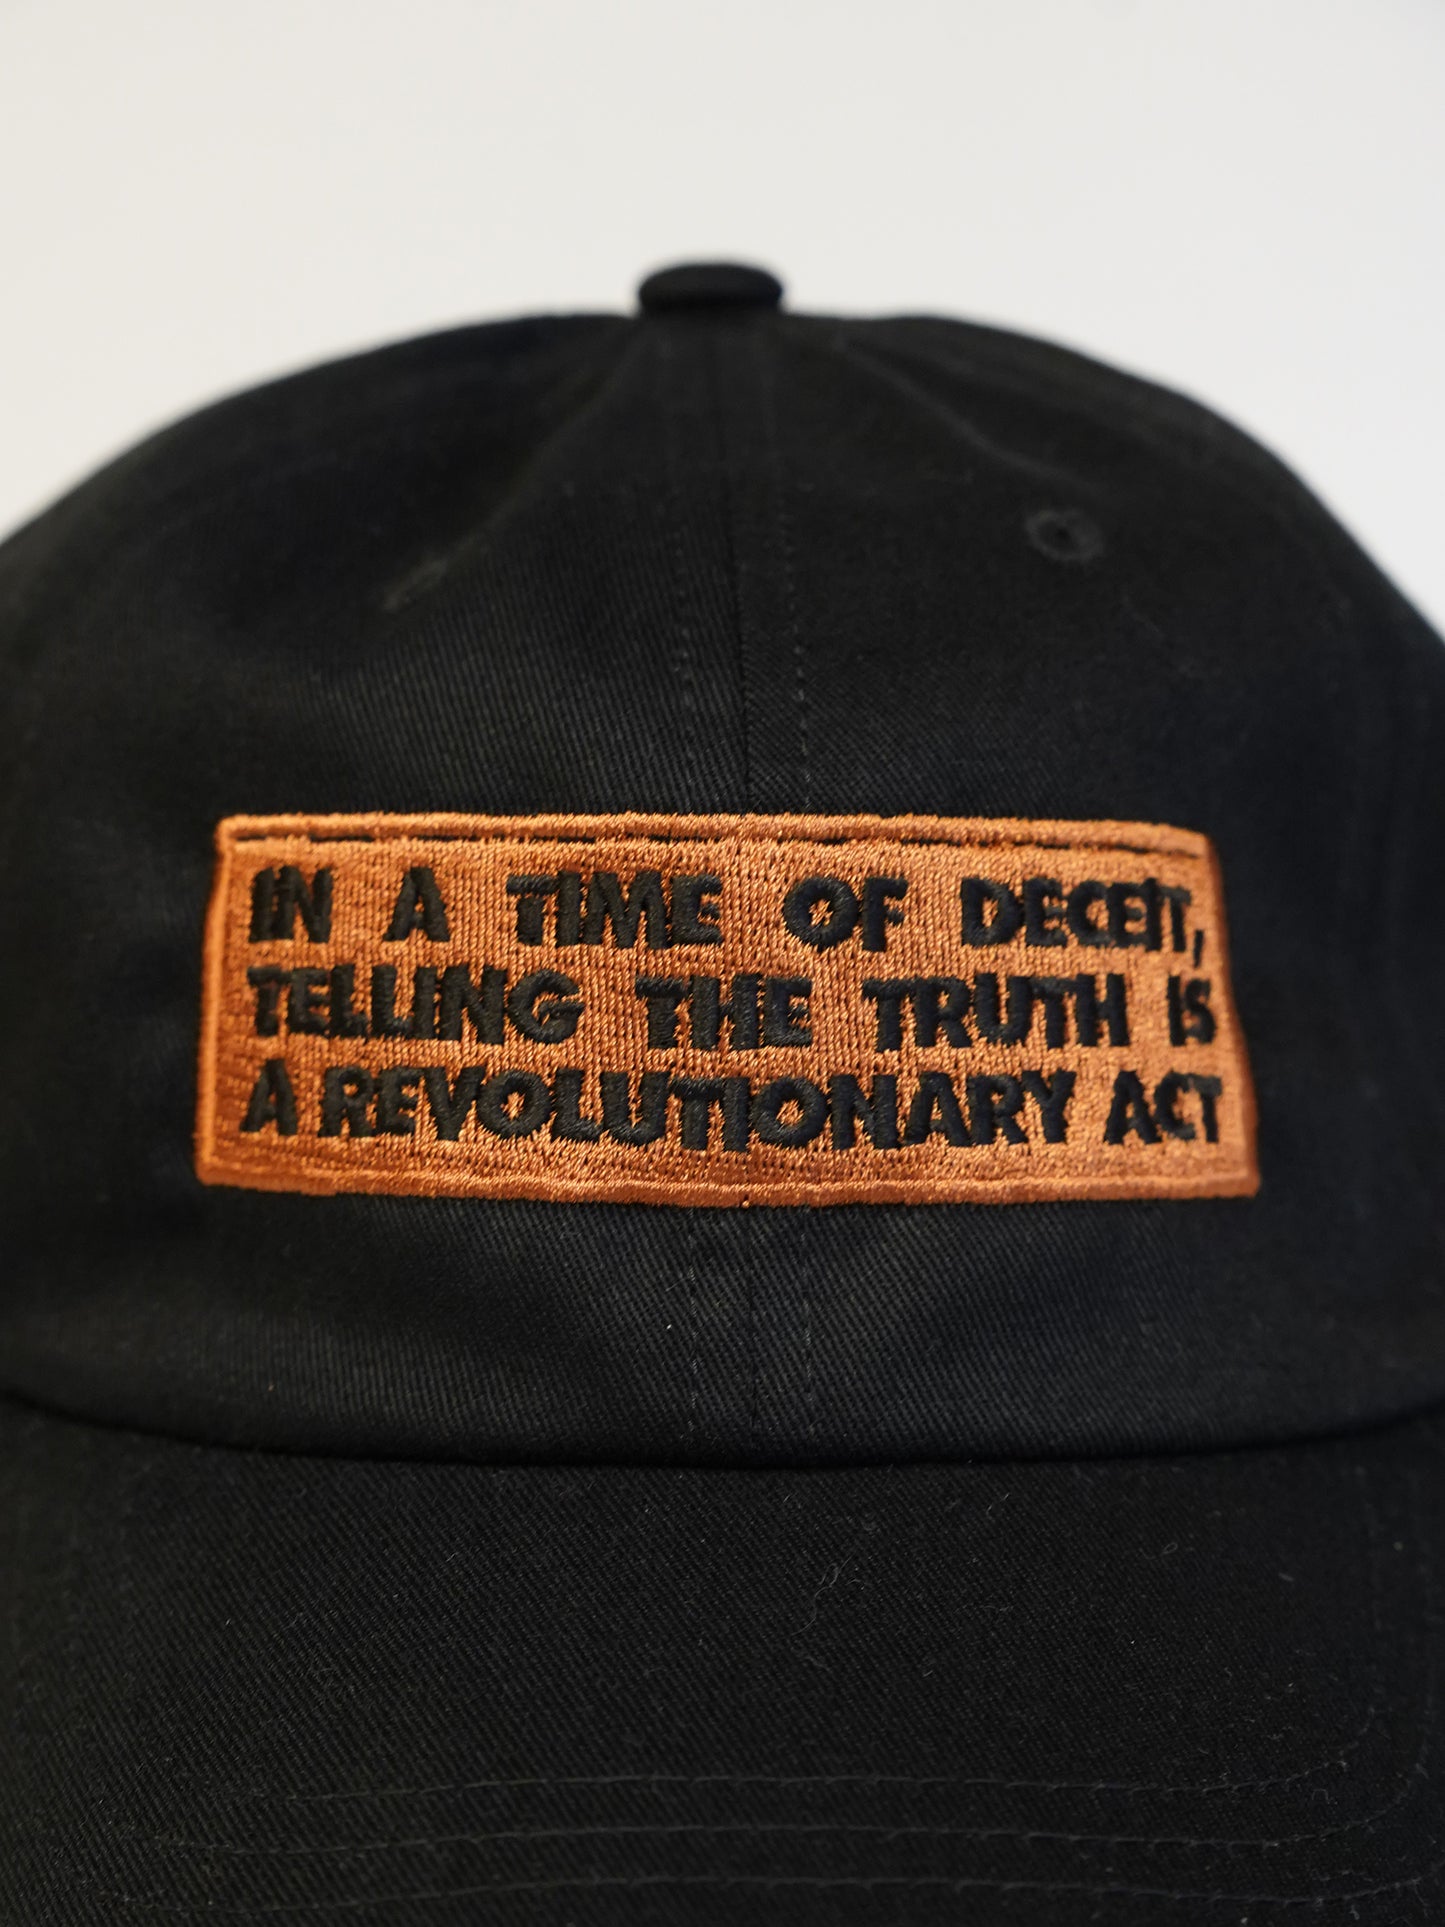 IN A TIME OF DECEIT,
TELLING THE TRUTH IS
A REVOLUTIONARY ACT